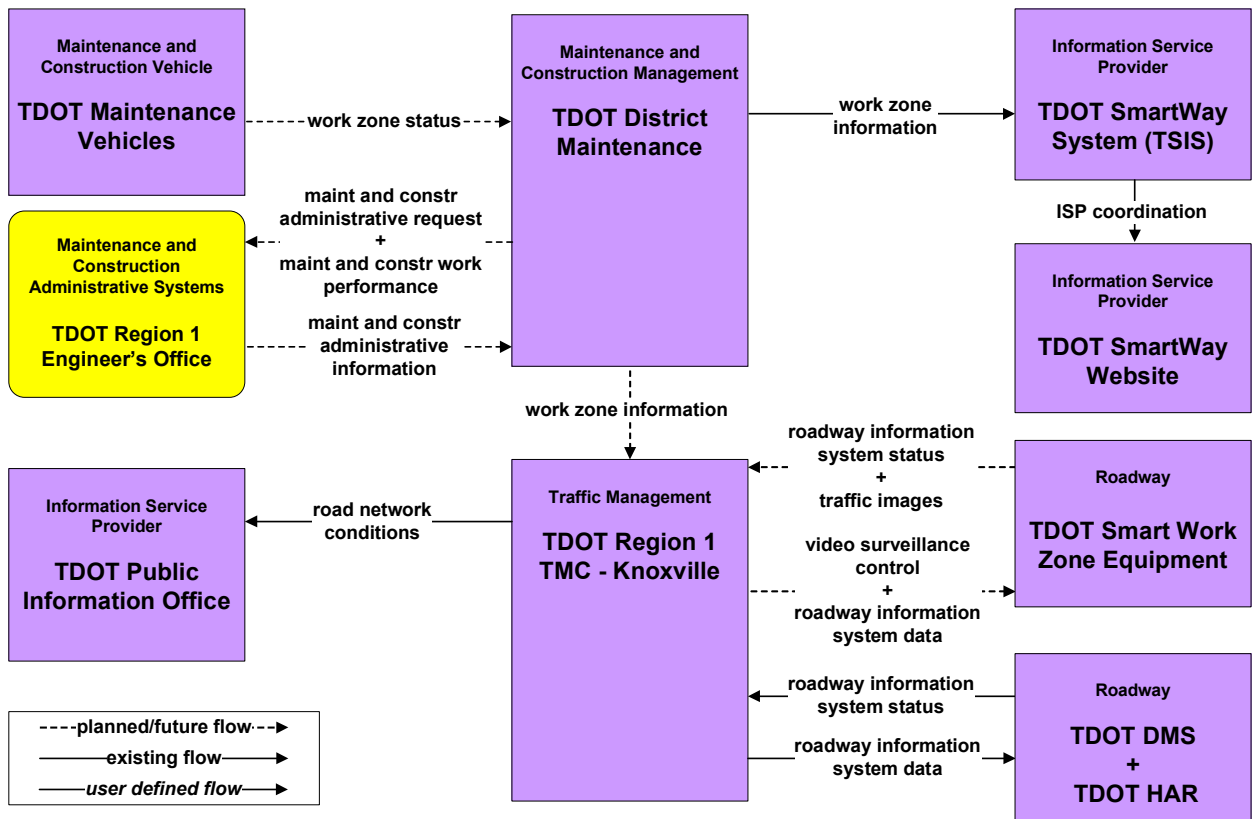 Maintenance and
Construction Vehicle
TDOT Maintenance
Vehicles
work zone status
Maintenance and
Construction Management
TDOT District
Maintenance
work zone
information
Information Service
Provider
TDOT SmartWay
System (TSIS)
ISP coordination
Information Service
Provider
TDOT SmartWay
Website
maint and constr
administrative request
+
maint and constr work
performance
Maintenance and
Construction
Administrative Systems
TDOT Region 1
Engineer's Office
maint and constr
administrative
information
work zone information
Information Service
Provider
TDOT Public
Information Office
road network
conditions
Traffic Management
TDOT Region 1
TMC - Knoxville
roadway information
system status
+
traffic images
video surveillance
control
+
roadway information
system data
Roadway
TDOT Smart Work
Zone Equipment
roadway information
system status
roadway information
system data
Roadway
TDOT DMS
+
TDOT HAR
planned/future flow
existing flow
user defined flow